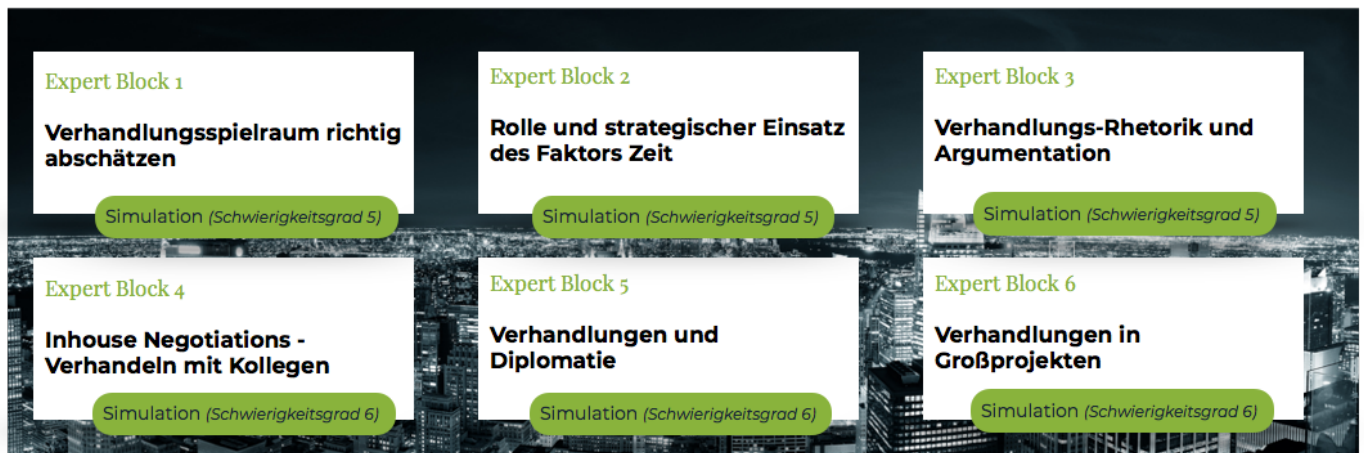 Expert Block 1
Verhandlungsspielraum richtig
abschätzen
Simulation (Schwierigkeitsgrad 5)
Expert Block 2
Rolle und strategischer Einsatz
des Faktors Zeit
Simulation (Schwierigkeitsgrad 5)
Expert Block 3
Verhandlungs-Rhetorik und
Argumentation
Simulation (Schwierigkeitsgrad 5)
Expert Block 4
Inhouse Negotiations -
Verhandeln mit Kollegen
Simulation (Schwierigkeitsgrad 6)
Expert Block 5
Verhandlungen und
Diplomatie
Simulation (Schwierigkeitsgrad 6)
Expert Block 6
Verhandlungen in
Großprojekten
Simulation (Schwierigkeitsgrad 6)